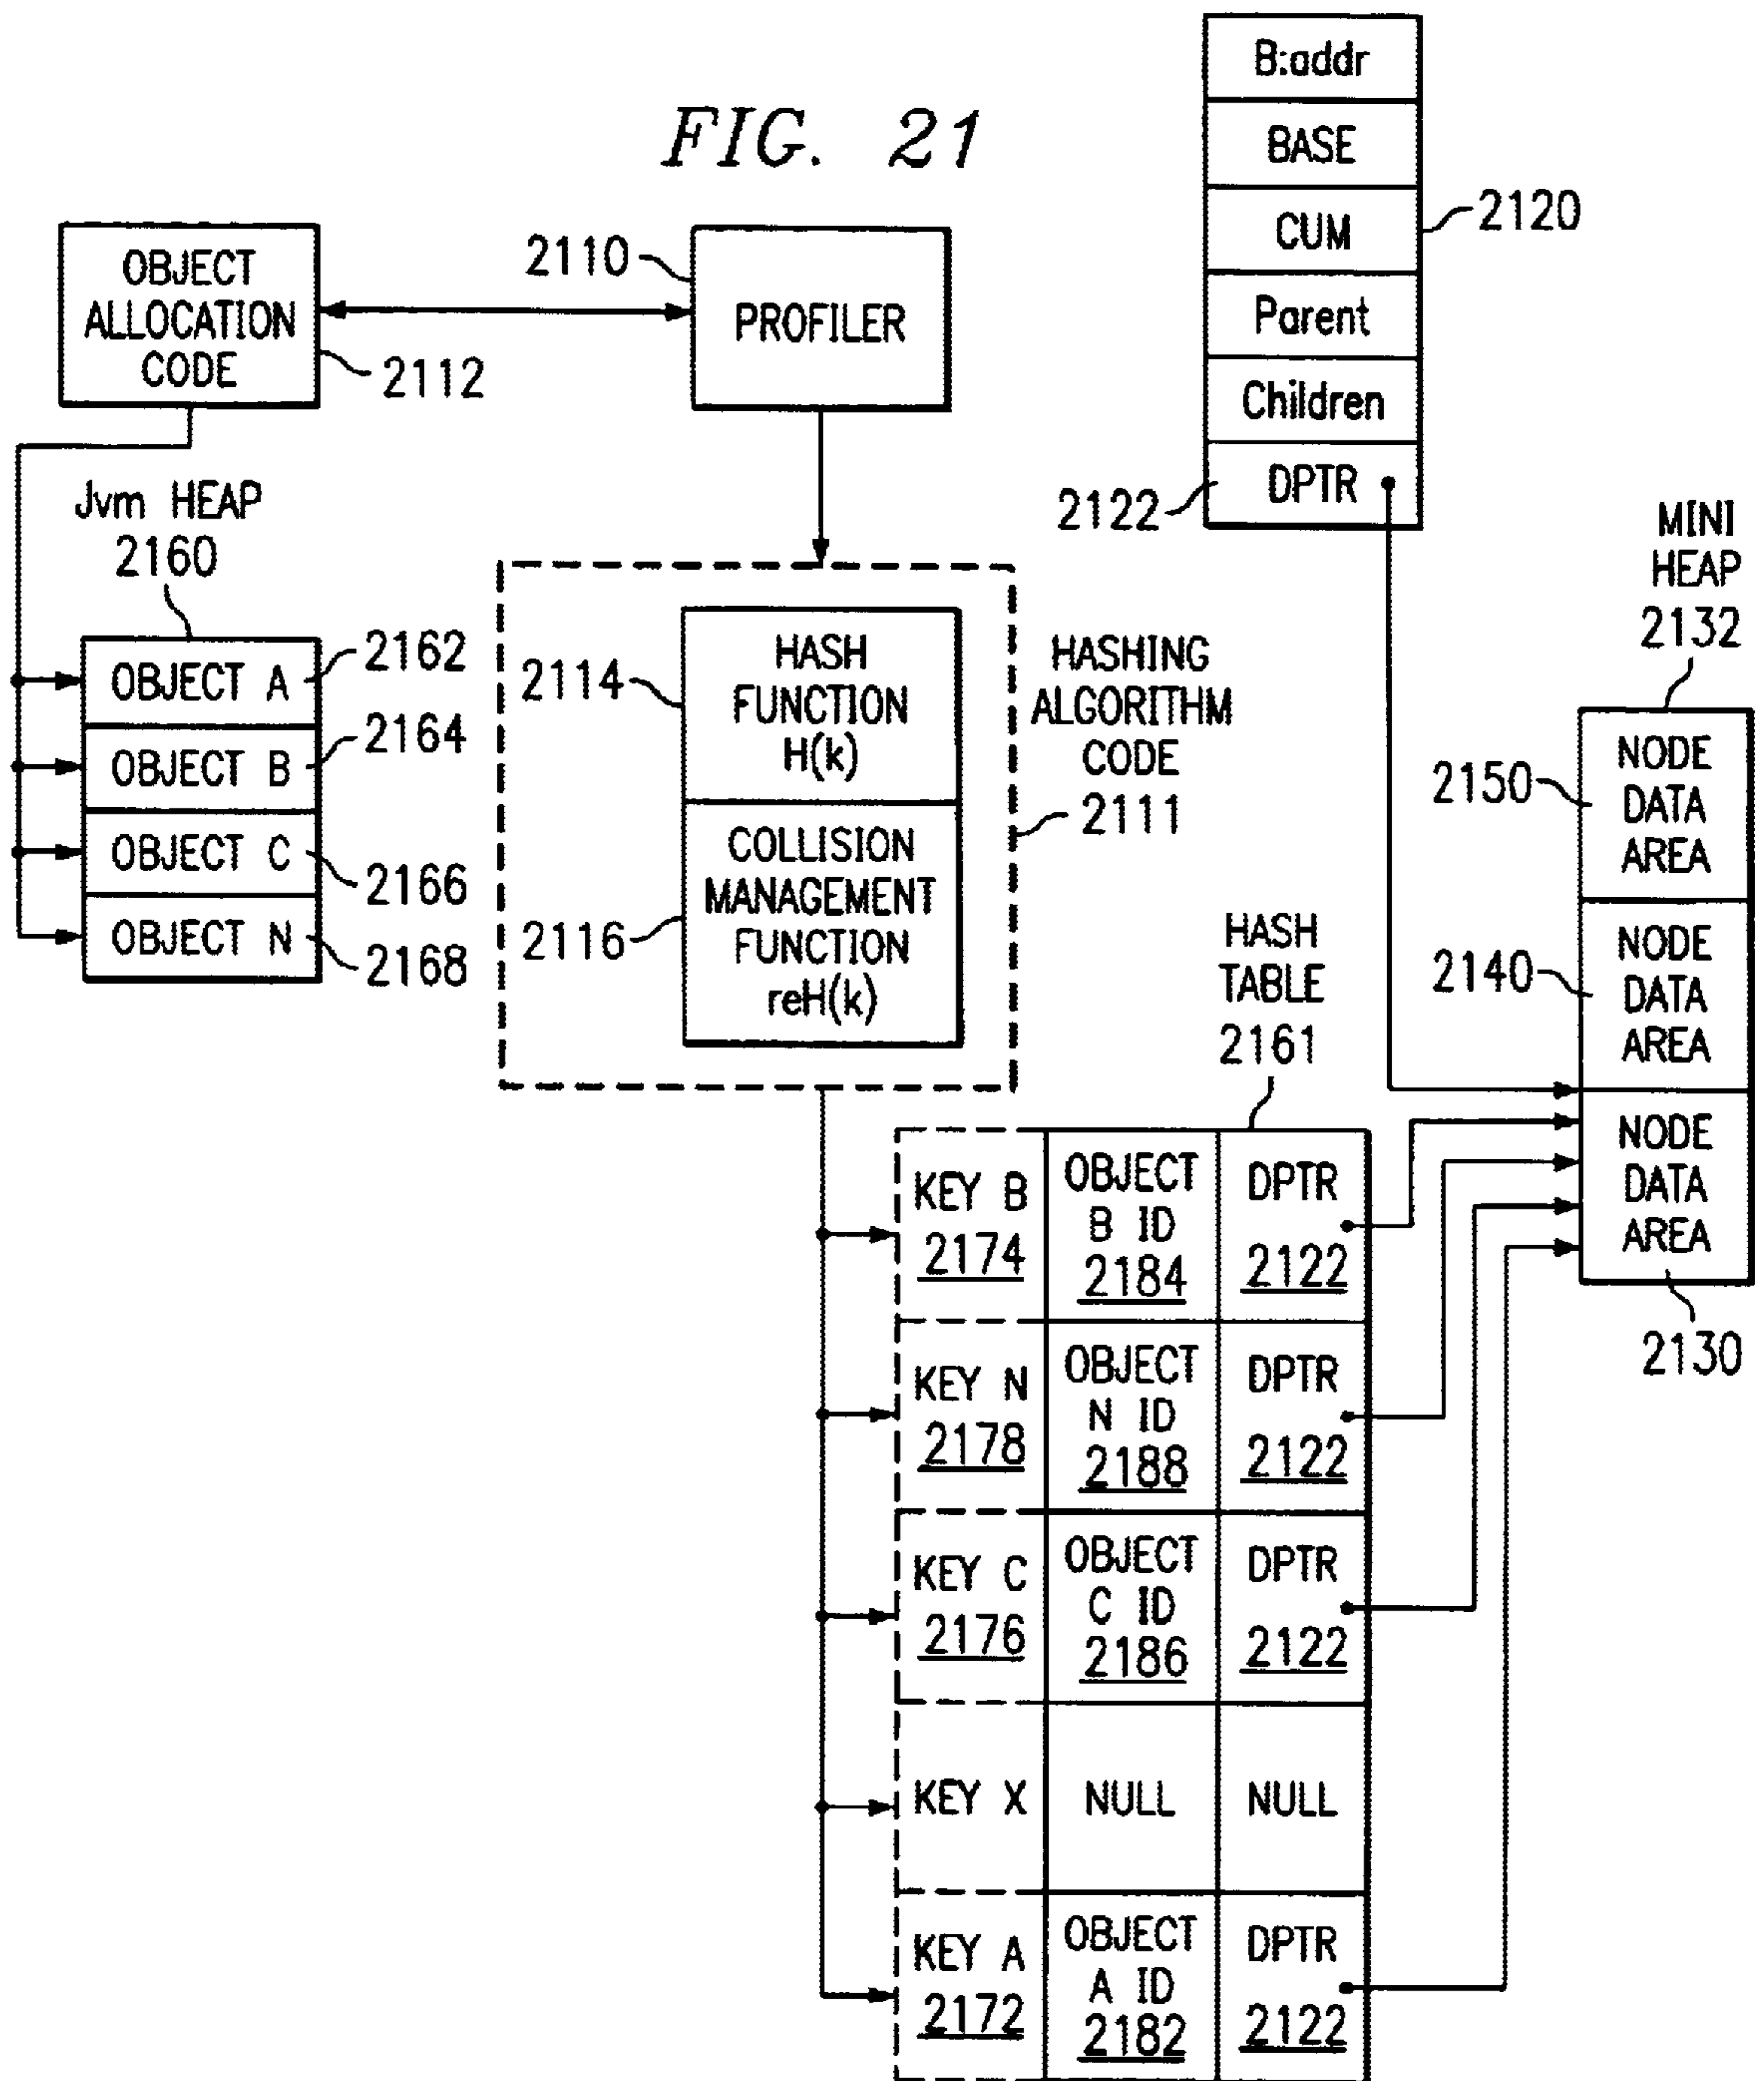 FIG. 21
B:addr
BASE
CUM
Parent
Children
DPTR
2120
2122
OBJECT
ALLOCATION
CODE
2112
2110
PROFILER
Jvm HEAP
2160
OBJECT A
2162
OBJECT B
2164
OBJECT C
2166
OBJECT N
2168
HASH
FUNCTION
H(k)
2114
COLLISION
MANAGEMENT
FUNCTION
reH(k)
2116
HASHING
ALGORITHM
CODE
2111
MINI
HEAP
2132
NODE
DATA
AREA
2150
NODE
DATA
AREA
2140
NODE
DATA
AREA
2130
HASH
TABLE
2161
KEY B
2174
OBJECT
B ID
2184
DPTR
2122
KEY N
2178
OBJECT
N ID
2188
DPTR
2122
KEY C
2176
OBJECT
C ID
2186
DPTR
2122
KEY X
NULL
NULL
KEY A
2172
OBJECT
A ID
2182
DPTR
2122